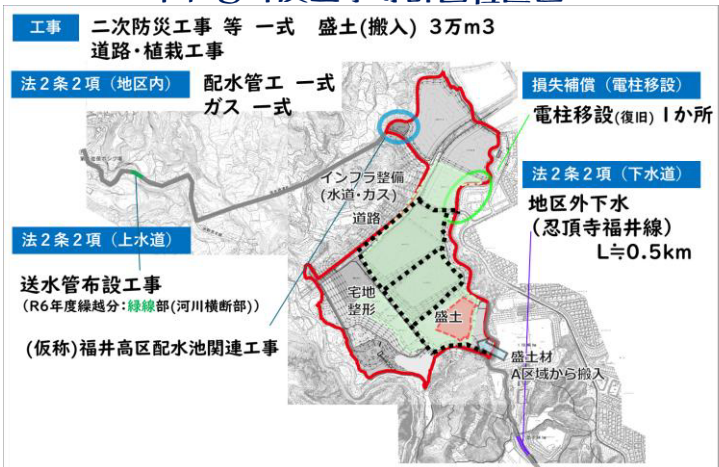 工事
二次防災工事 等 一式 盛土(搬入) 3万m3
道路・植栽工事
法2条2項（地区内）
配水管工 一式
ガス 一式
損失補償（電柱移設）
電柱移設(復旧) 1か所
インフラ整備
(水道・ガス)
道路
法2条2項（下水道）
地区外下水
(忍頂寺福井線)
L≒0.5km
法2条2項（上水道）
送水管布設工事
(R6年度繰越分:緑線部(河川横断部))
宅地
整形
盛土
(仮称)福井高区配水池関連工事
盛土材
A区域から搬入